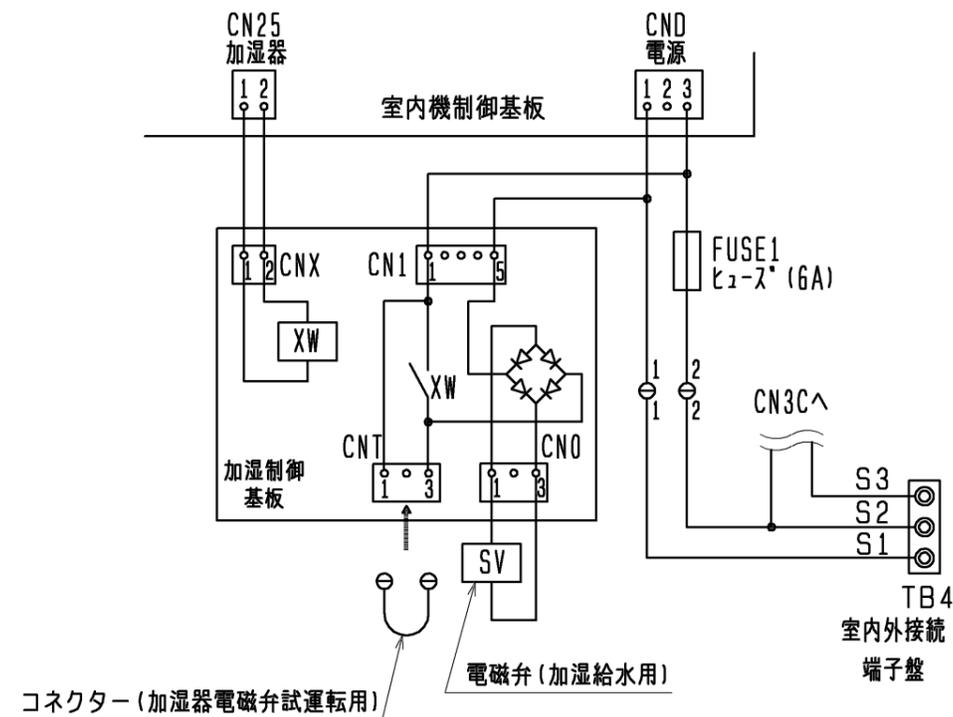 CN25
加湿器
1 2
CND
電源
1 2 3
室内機制御基板
CNX
1 2
CN1
1 5
FUSE1
ヒューズ(6A)
XW
XW
1 2
1 2
CN3Cへ
CNT
1 3
CNO
1 3
加湿制御
基板
S3
S2
S1
SV
TB4
室内外接続
端子盤
電磁弁(加湿給水用)
コネクター(加湿器電磁弁試運転用)